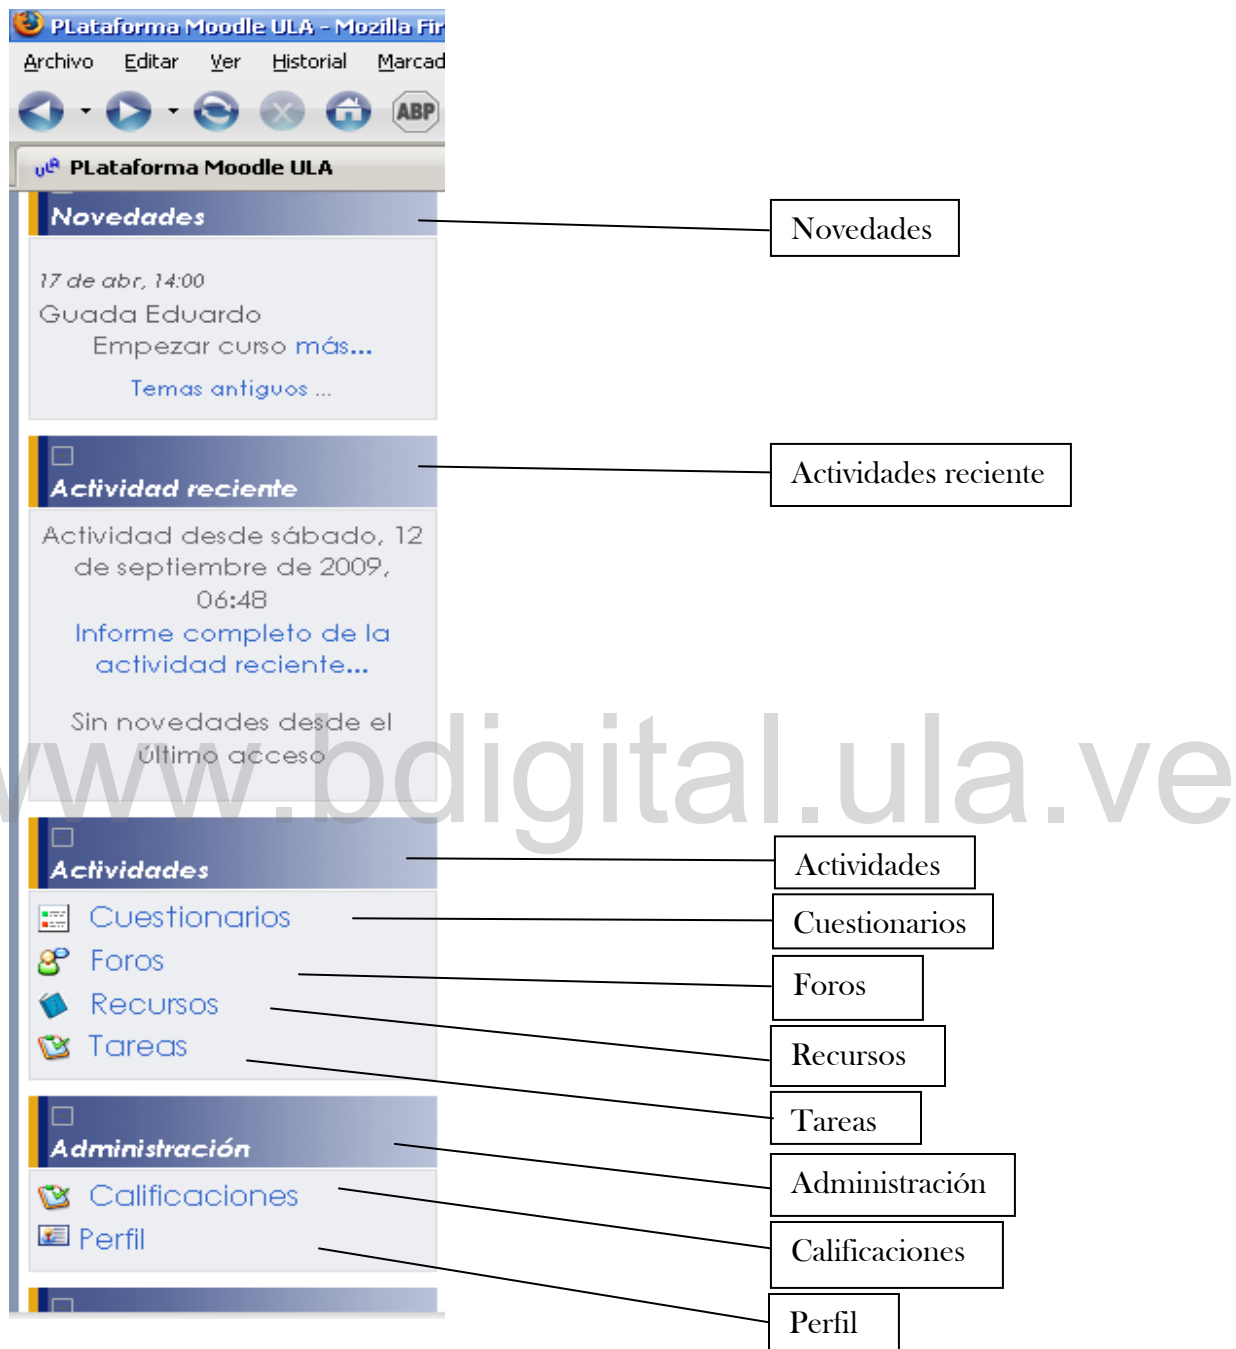 PLataforma Moodle ULA - Mozilla Fir
Archivo Editar Ver Historial Marcad
ABP
ULA PLataforma Moodle ULA
Novedades
Novedades
17 de abr, 14:00
Guada Eduardo
Empezar curso más...
Temas antiguos ...
Actividad reciente
Actividades reciente
Actividad desde sábado, 12
de septiembre de 2009,
06:48
Informe completo de la
actividad reciente...
Sin novedades desde el
último acceso
www.bdigital.ula.ve
Actividades
Actividades
Cuestionarios
Cuestionarios
Foros
Foros
Recursos
Recursos
Tareas
Tareas
Administración
Administración
Calificaciones
Calificaciones
Perfil
Perfil